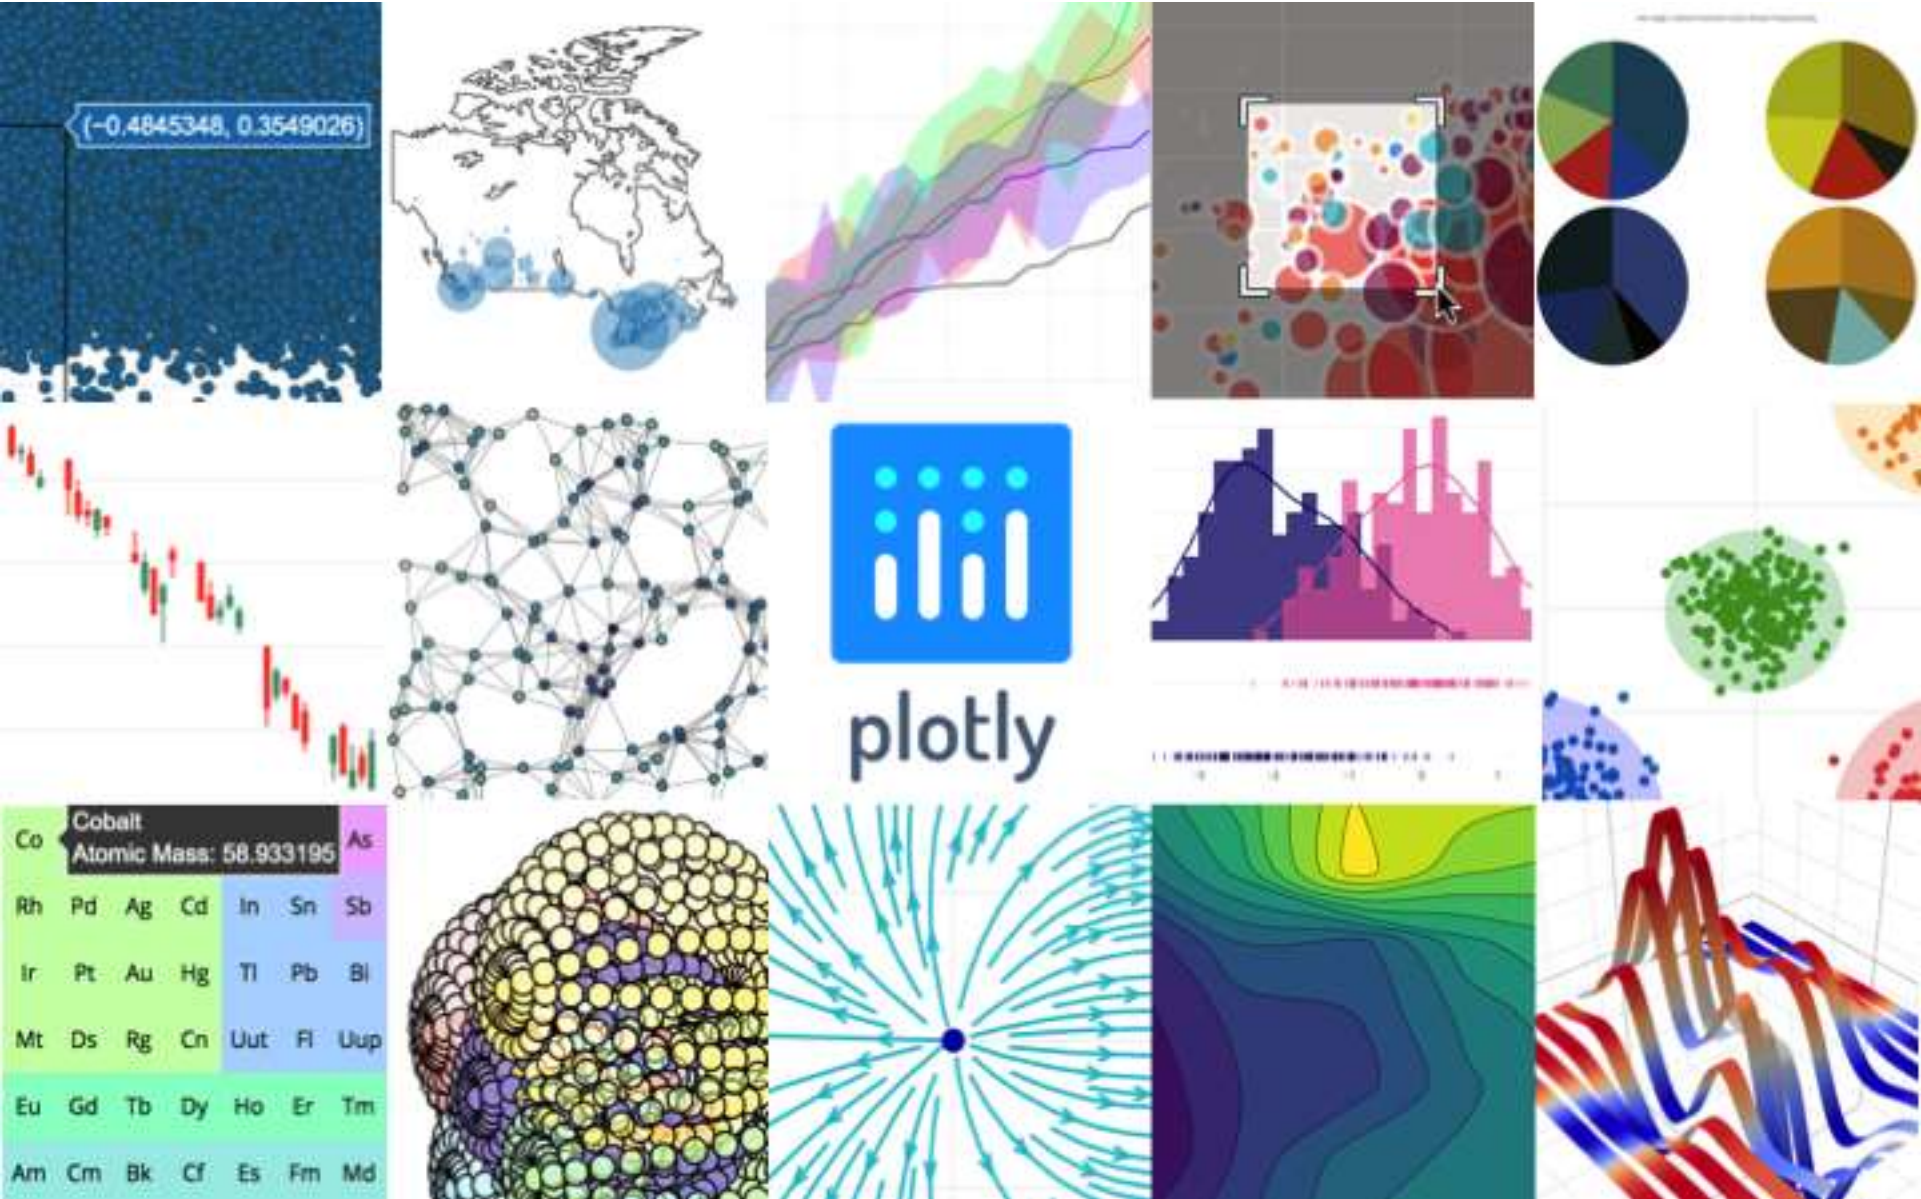 (−0.4845348, 0.3549026)
plotly
Co
Cobalt
Atomic Mass: 58.933195
As
Rh Pd Ag Cd In Sn Sb
Ir Pt Au Hg Tl Pb Bi
Mt Ds Rg Cn Uut Fl Uup
Eu Gd Tb Dy Ho Er Tm
Am Cm Bk Cf Es Fm Md